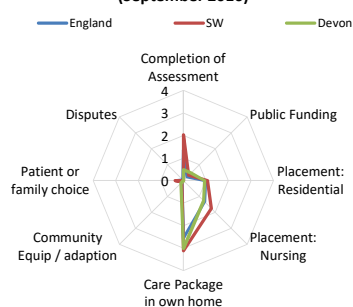 (September 2016)
England SW Devon
Completion of
Assessment
Public Funding
Placement:
Residential
Placement:
Nursing
Care Package
in own home
Community
Equip / adaption
Patient or
family choice
Disputes
4
3
2
1
0